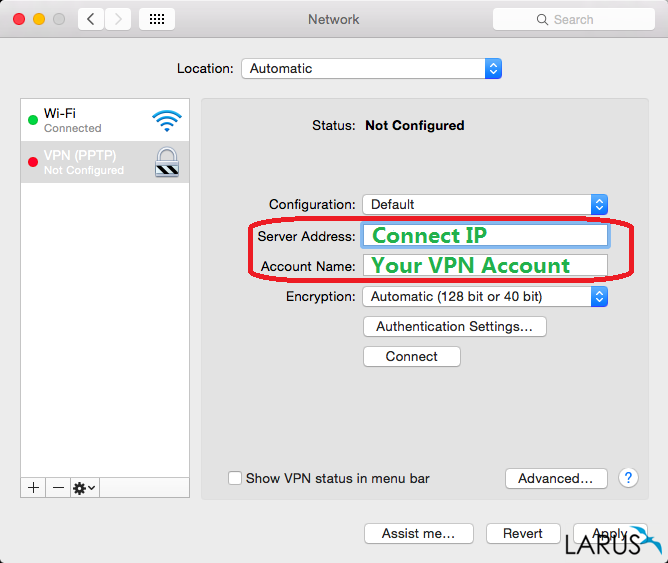 Network
Search
Location: Automatic
Wi-Fi
Connected
VPN (PPTP)
Not Configured
Status: Not Configured
Configuration: Default
Server Address: Connect IP
Account Name: Your VPN Account
Encryption: Automatic (128 bit or 40 bit)
Authentication Settings...
Connect
Show VPN status in menu bar
Advanced...
?
Assist me...
Revert
Apply
LARUS